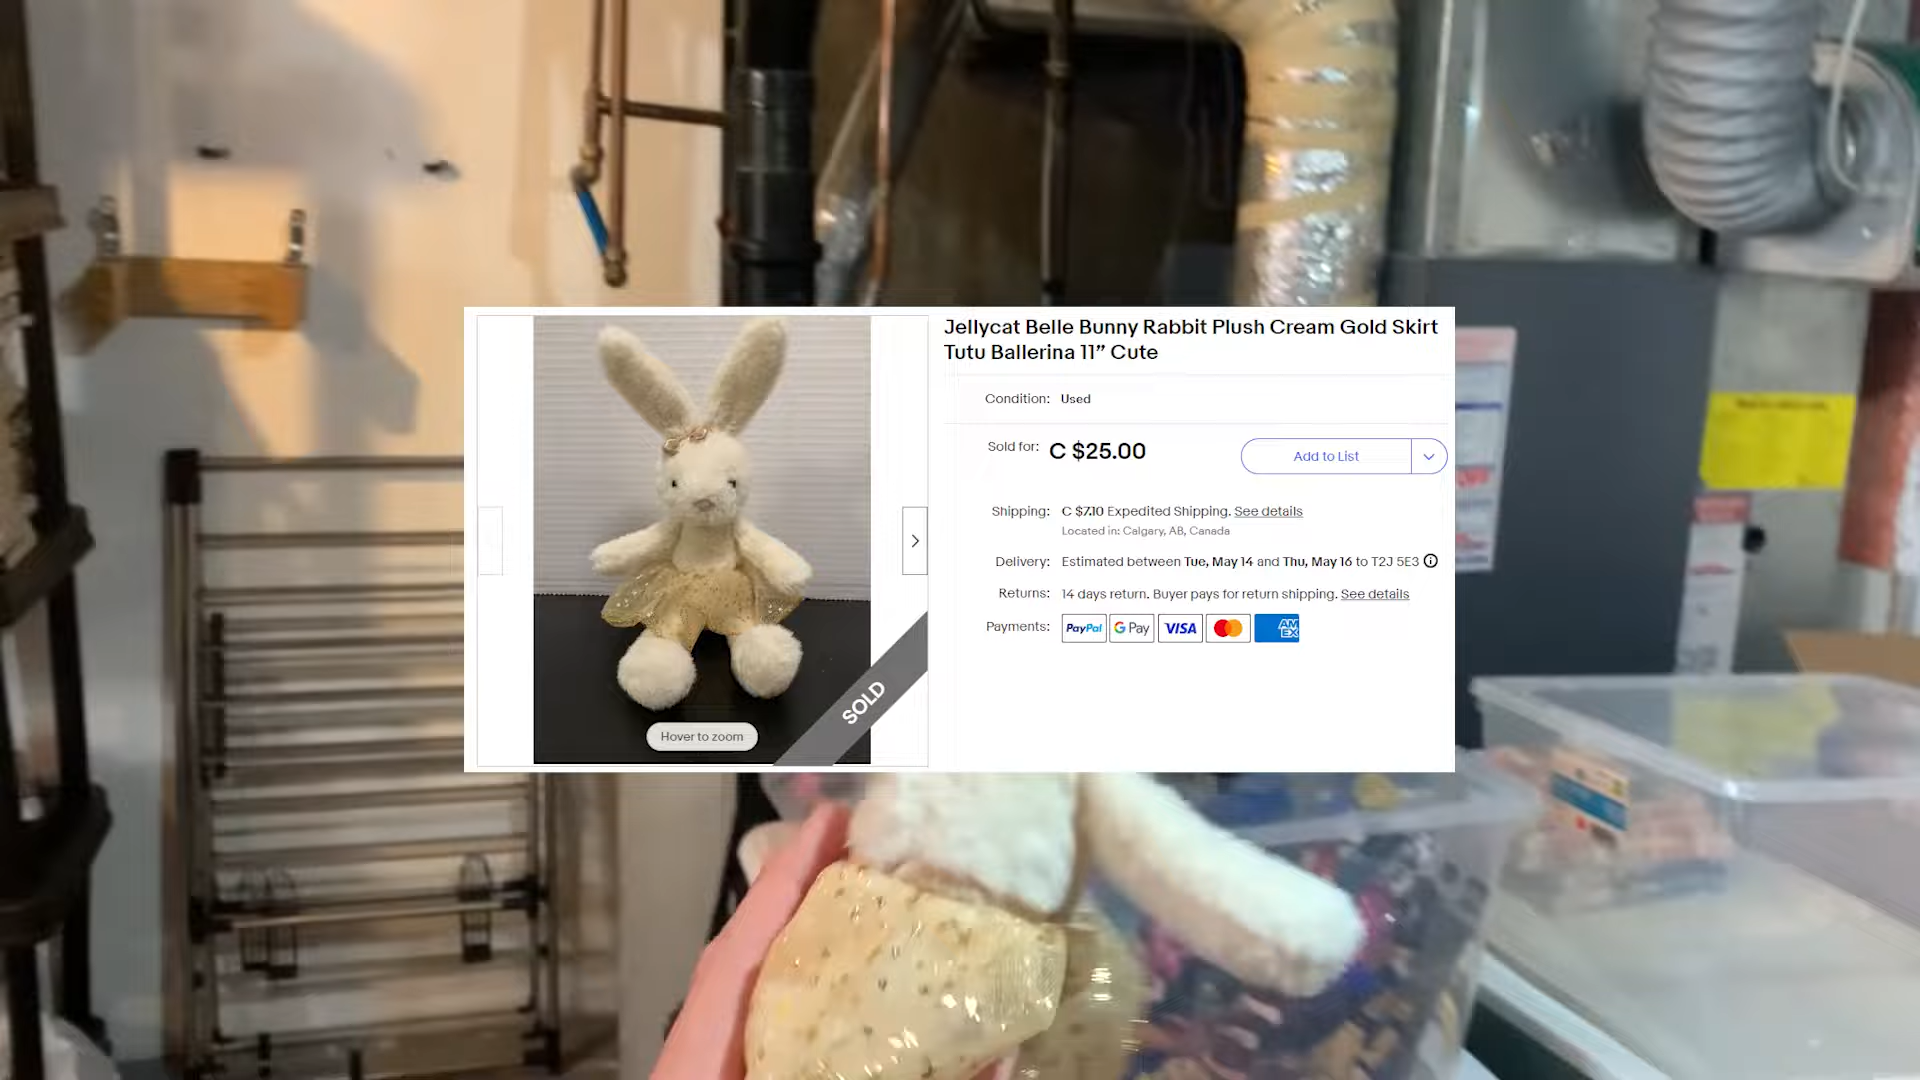 Jellycat Belle Bunny Rabbit Plush Cream Gold Skirt
Tutu Ballerina 11” Cute
Condition: Used
Sold for: C $25.00
Add to List
Shipping: C $7.10 Expedited Shipping. See details
Located in: Calgary, AB, Canada
Delivery: Estimated between Tue, May 14 and Thu, May 16 to T2J 5E3
Returns: 14 days return. Buyer pays for return shipping. See details
Payments: PayPal G Pay VISA AM EX
SOLD
Hover to zoom